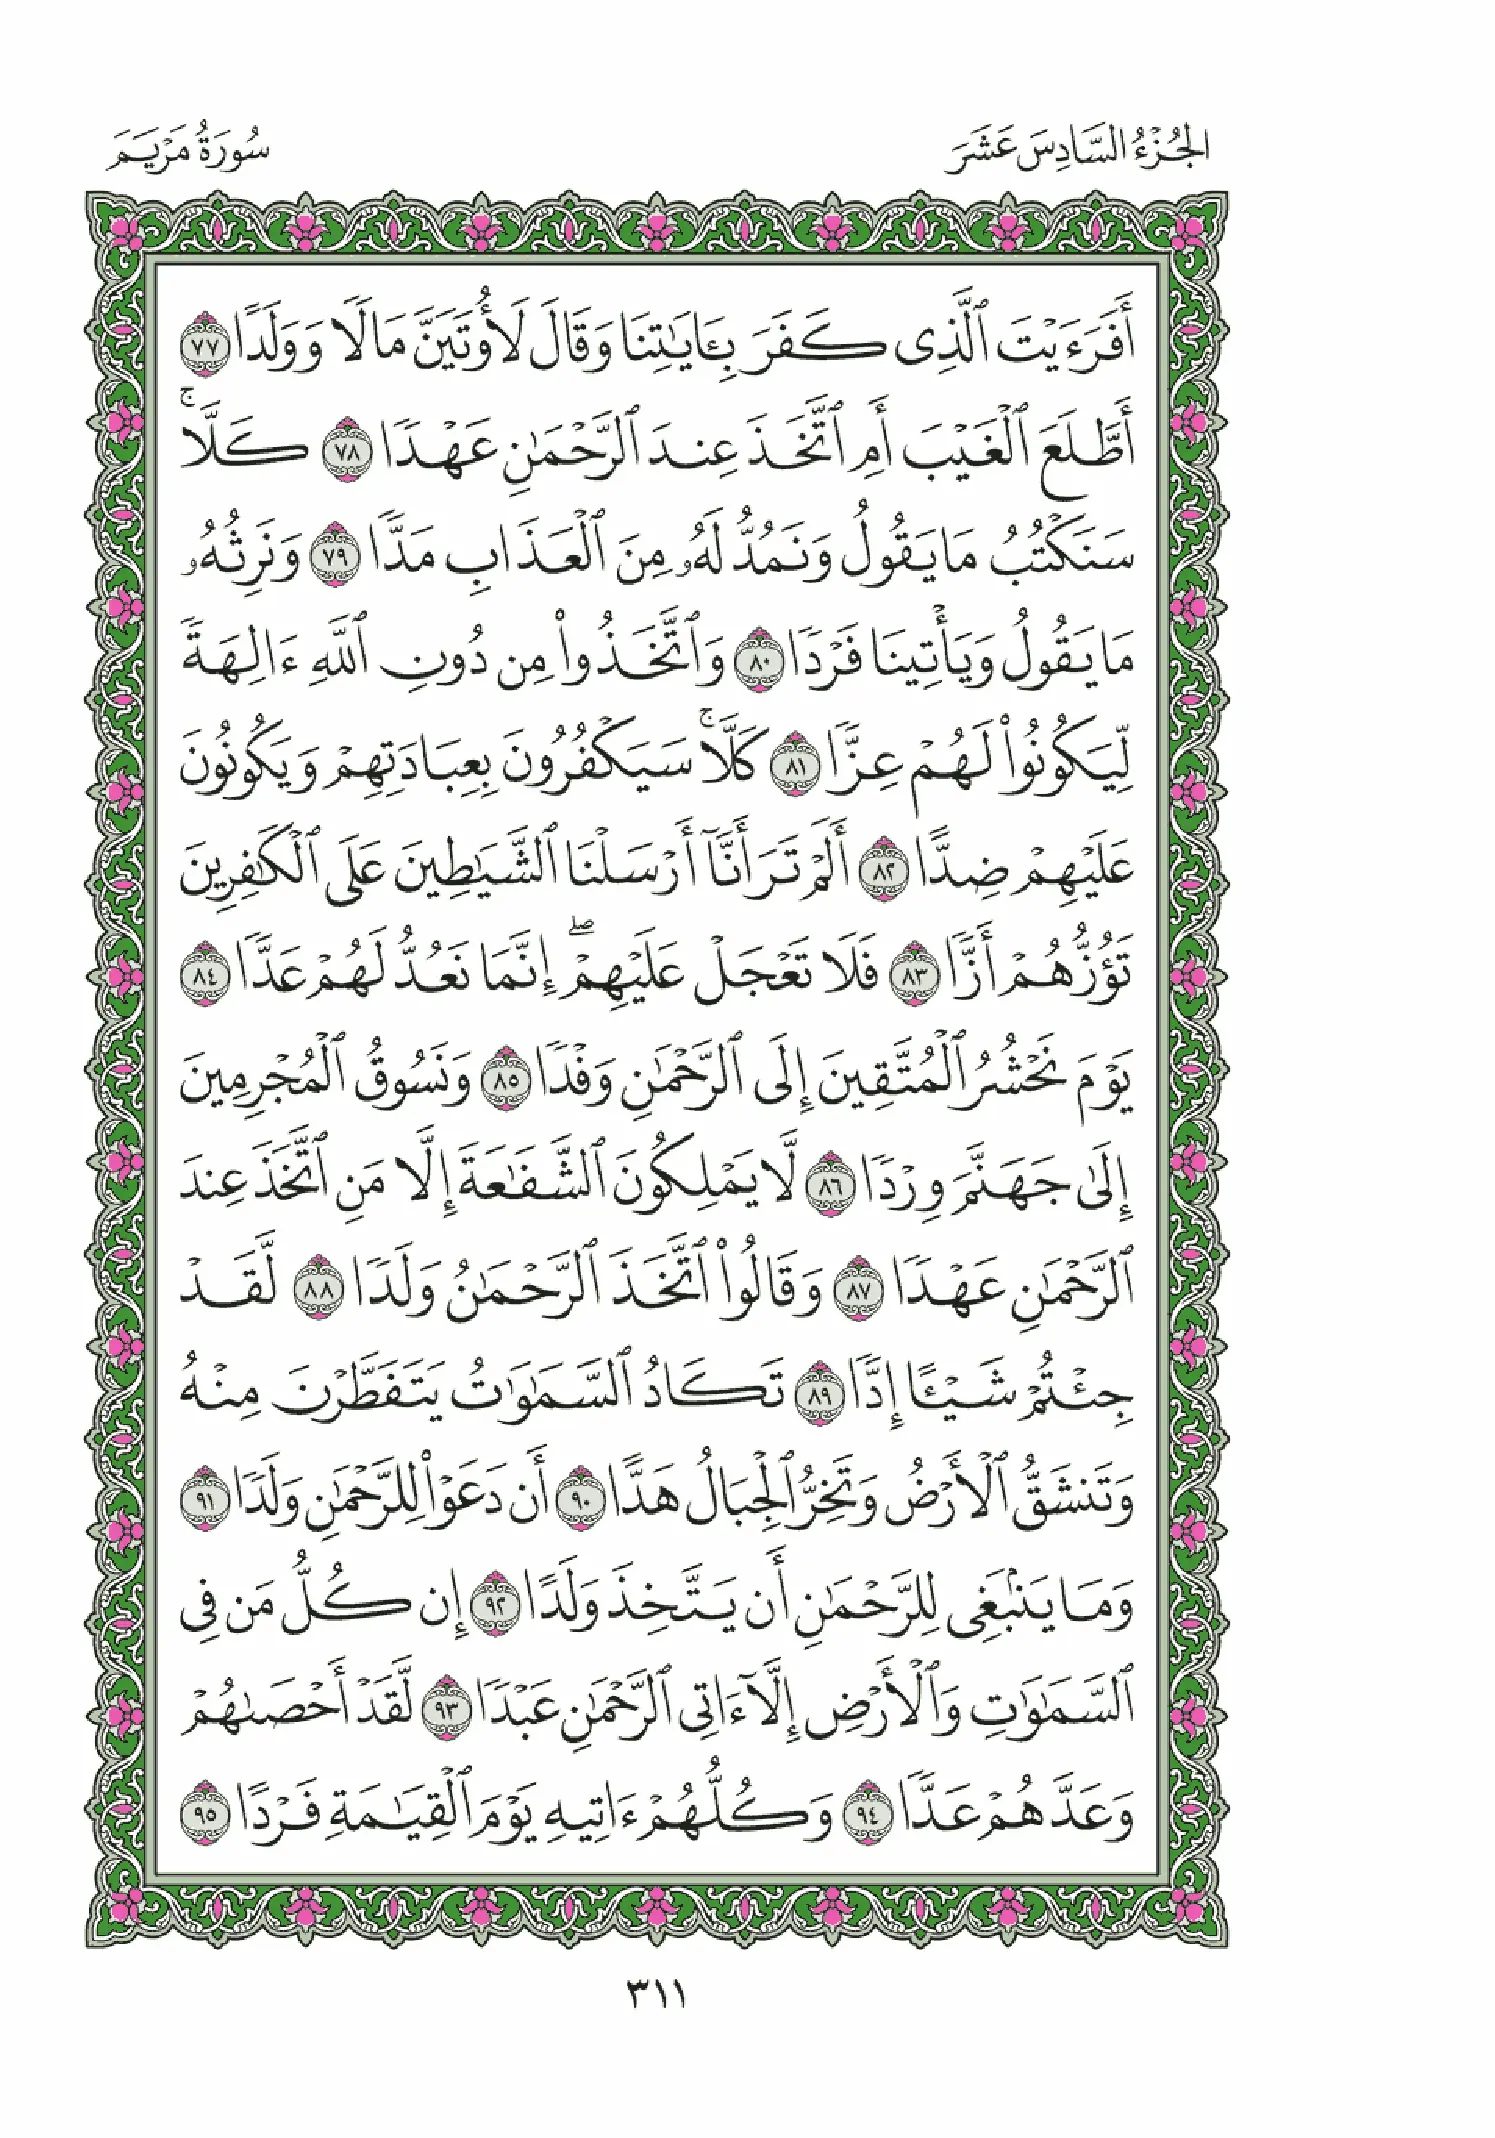 الجُزْءُ السَّادِسَ عَشَرَ
سُورَةُ مَرْيَمَ
أَفَرَءَيْتَ ٱلَّذِى كَفَرَ بِـَٔايَـٰتِنَا وَقَالَ لَأُوتَيَنَّ مَالًا وَوَلَدًا ٧٧
أَطَّلَعَ ٱلْغَيْبَ أَمِ ٱتَّخَذَ عِندَ ٱلرَّحْمَـٰنِ عَهْدًا ٧٨ كَلَّا ۚ
سَنَكْتُبُ مَا يَقُولُ وَنَمُدُّ لَهُۥ مِنَ ٱلْعَذَابِ مَدًّا ٧٩ وَنَرِثُهُۥ
مَا يَقُولُ وَيَأْتِينَا فَرْدًا ٨٠ وَٱتَّخَذُوا۟ مِن دُونِ ٱللَّهِ ءَالِهَةً
لِّيَكُونُوا۟ لَهُمْ عِزًّا ٨١ كَلَّا ۚ سَيَكْفُرُونَ بِعِبَادَتِهِمْ وَيَكُونُونَ
عَلَيْهِمْ ضِدًّا ٨٢ أَلَمْ تَرَ أَنَّآ أَرْسَلْنَا ٱلشَّيَـٰطِينَ عَلَى ٱلْكَـٰفِرِينَ
تَؤُزُّهُمْ أَزًّا ٨٣ فَلَا تَعْجَلْ عَلَيْهِمْ ۖ إِنَّمَا نَعُدُّ لَهُمْ عَدًّا ٨٤
يَوْمَ نَحْشُرُ ٱلْمُتَّقِينَ إِلَى ٱلرَّحْمَـٰنِ وَفْدًا ٨٥ وَنَسُوقُ ٱلْمُجْرِمِينَ
إِلَىٰ جَهَنَّمَ وِرْدًا ٨٦ لَّا يَمْلِكُونَ ٱلشَّفَـٰعَةَ إِلَّا مَنِ ٱتَّخَذَ عِندَ
ٱلرَّحْمَـٰنِ عَهْدًا ٨٧ وَقَالُوا۟ ٱتَّخَذَ ٱلرَّحْمَـٰنُ وَلَدًا ٨٨ لَّقَدْ
جِئْتُمْ شَيْـًٔا إِدًّا ٨٩ تَكَادُ ٱلسَّمَـٰوَٰتُ يَتَفَطَّرْنَ مِنْهُ
وَتَنشَقُّ ٱلْأَرْضُ وَتَخِرُّ ٱلْجِبَالُ هَدًّا ٩٠ أَن دَعَوْا۟ لِلرَّحْمَـٰنِ وَلَدًا ٩١
وَمَا يَنۢبَغِى لِلرَّحْمَـٰنِ أَن يَتَّخِذَ وَلَدًا ٩٢ إِن كُلُّ مَن فِى
ٱلسَّمَـٰوَٰتِ وَٱلْأَرْضِ إِلَّآ ءَاتِى ٱلرَّحْمَـٰنِ عَبْدًا ٩٣ لَّقَدْ أَحْصَىٰهُمْ
وَعَدَّهُمْ عَدًّا ٩٤ وَكُلُّهُمْ ءَاتِيهِ يَوْمَ ٱلْقِيَـٰمَةِ فَرْدًا ٩٥
٣١١